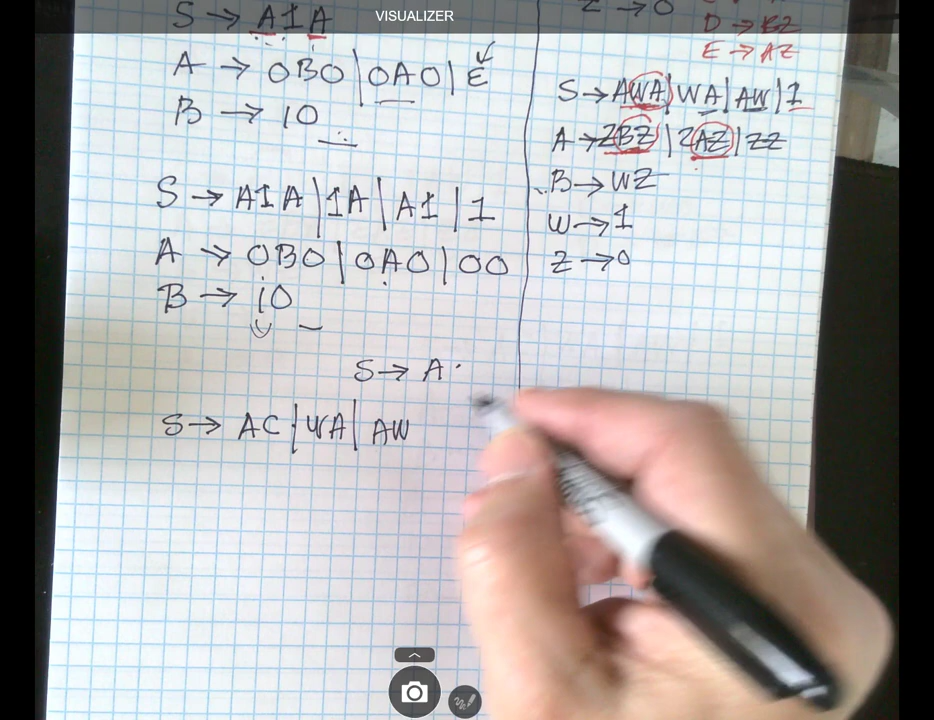 VISUALIZER
S → A1A
A → 0B0 | 0A0 | ε
B → 10
S → A1A | 1A | A1 | 1
A → 0B0 | 0A0 | 00
B → 10
S → A
S → AC | WA | AW
Z → 0
D → BZ
E → AZ
S → AWA | WA | AW | 1
A → ZBZ | ZAZ | ZZ
B → WZ
W → 1
Z → 0